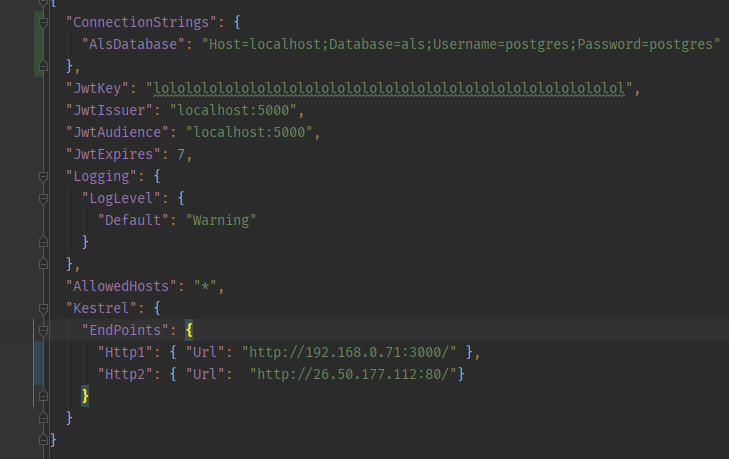 {
"ConnectionStrings": {
"AlsDatabase": "Host=localhost;Database=als;Username=postgres;Password=postgres"
},
"JwtKey": "lolololololololololololololololololololololololololololol",
"JwtIssuer": "localhost:5000",
"JwtAudience": "localhost:5000",
"JwtExpires": 7,
"Logging": {
"LogLevel": {
"Default": "Warning"
}
},
"AllowedHosts": "*",
"Kestrel": {
"EndPoints": {
"Http1": { "Url": "http://192.168.0.71:3000/" },
"Http2": { "Url":  "http://26.50.177.112:80/"}
}
}
}